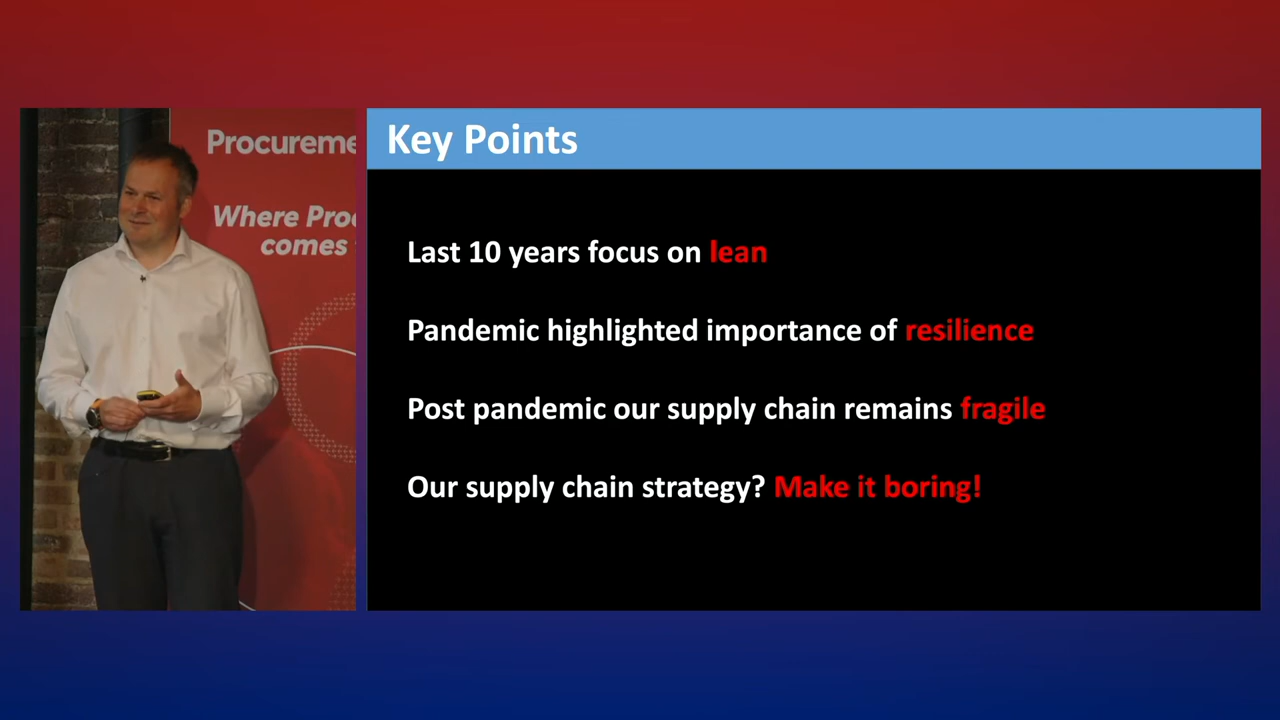 Procureme
Where Pro
comes
Key Points
Last 10 years focus on lean
Pandemic highlighted importance of resilience
Post pandemic our supply chain remains fragile
Our supply chain strategy? Make it boring!